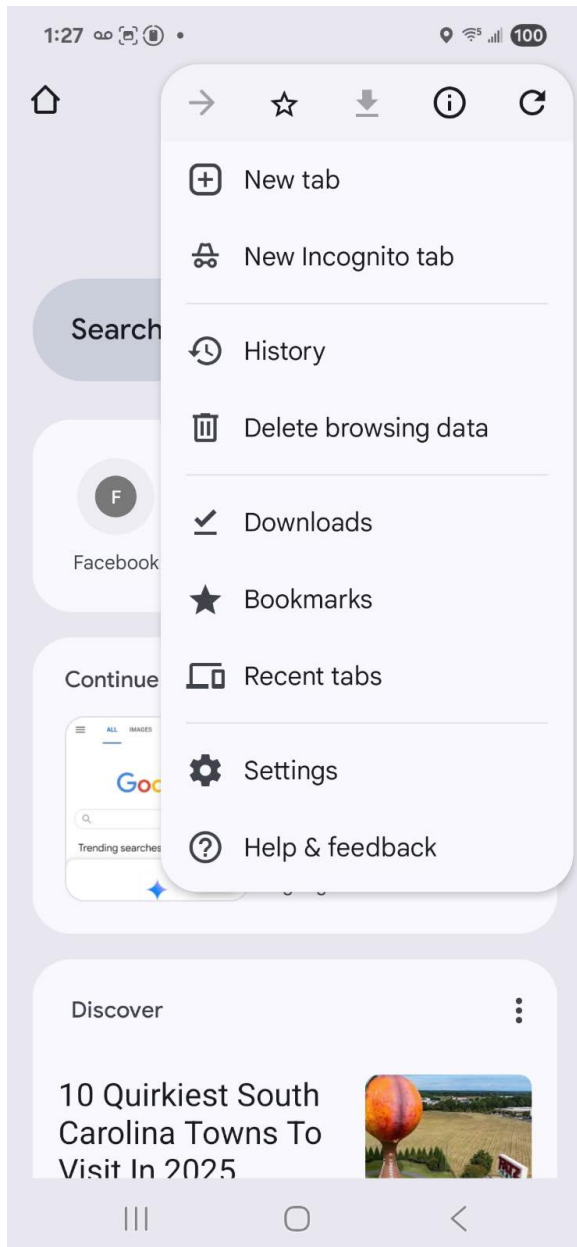 1:27
5
100
New tab
New Incognito tab
Search
History
Delete browsing data
F
Downloads
Facebook
Bookmarks
Continue
Recent tabs
ALL IMAGES
Settings
Goo
Trending searches
Help & feedback
Discover
10 Quirkiest South
Carolina Towns To
Visit In 2025